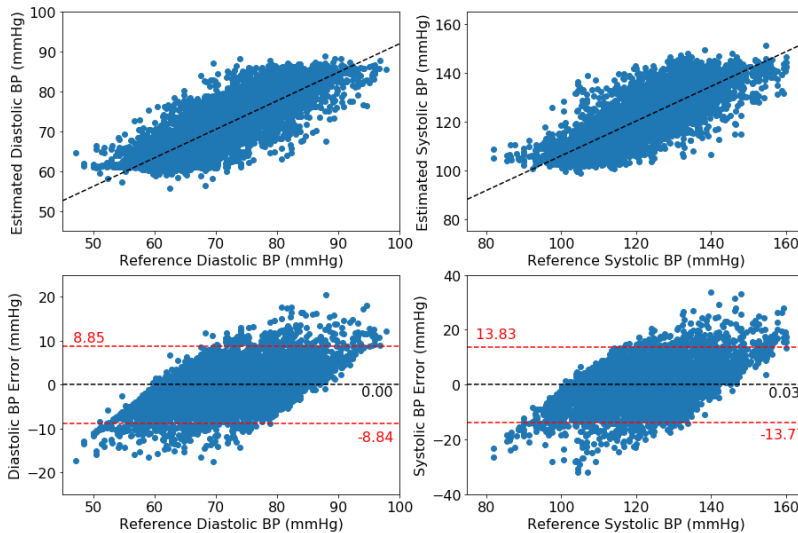 Estimated Diastolic BP (mmHg)
100
90
80
70
60
50
50 60 70 80 90 100
Reference Diastolic BP (mmHg)
Estimated Systolic BP (mmHg)
160
140
120
100
80
80 100 120 140 160
Reference Systolic BP (mmHg)
Diastolic BP Error (mmHg)
20
10
0
−10
−20
8.85
0.00
-8.84
50 60 70 80 90 100
Reference Diastolic BP (mmHg)
Systolic BP Error (mmHg)
40
20
0
−20
−40
13.83
0.03
-13.77
80 100 120 140 160
Reference Systolic BP (mmHg)